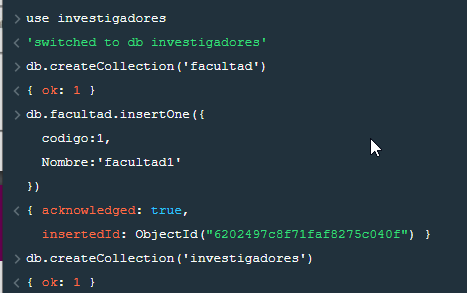 > use investigadores
< 'switched to db investigadores'
> db.createCollection('facultad')
< { ok: 1 }
> db.facultad.insertOne({
codigo:1,
Nombre:'facultad1'
})
< { acknowledged: true,
insertedId: ObjectId("6202497c8f71faf8275c040f") }
> db.createCollection('investigadores')
< { ok: 1 }